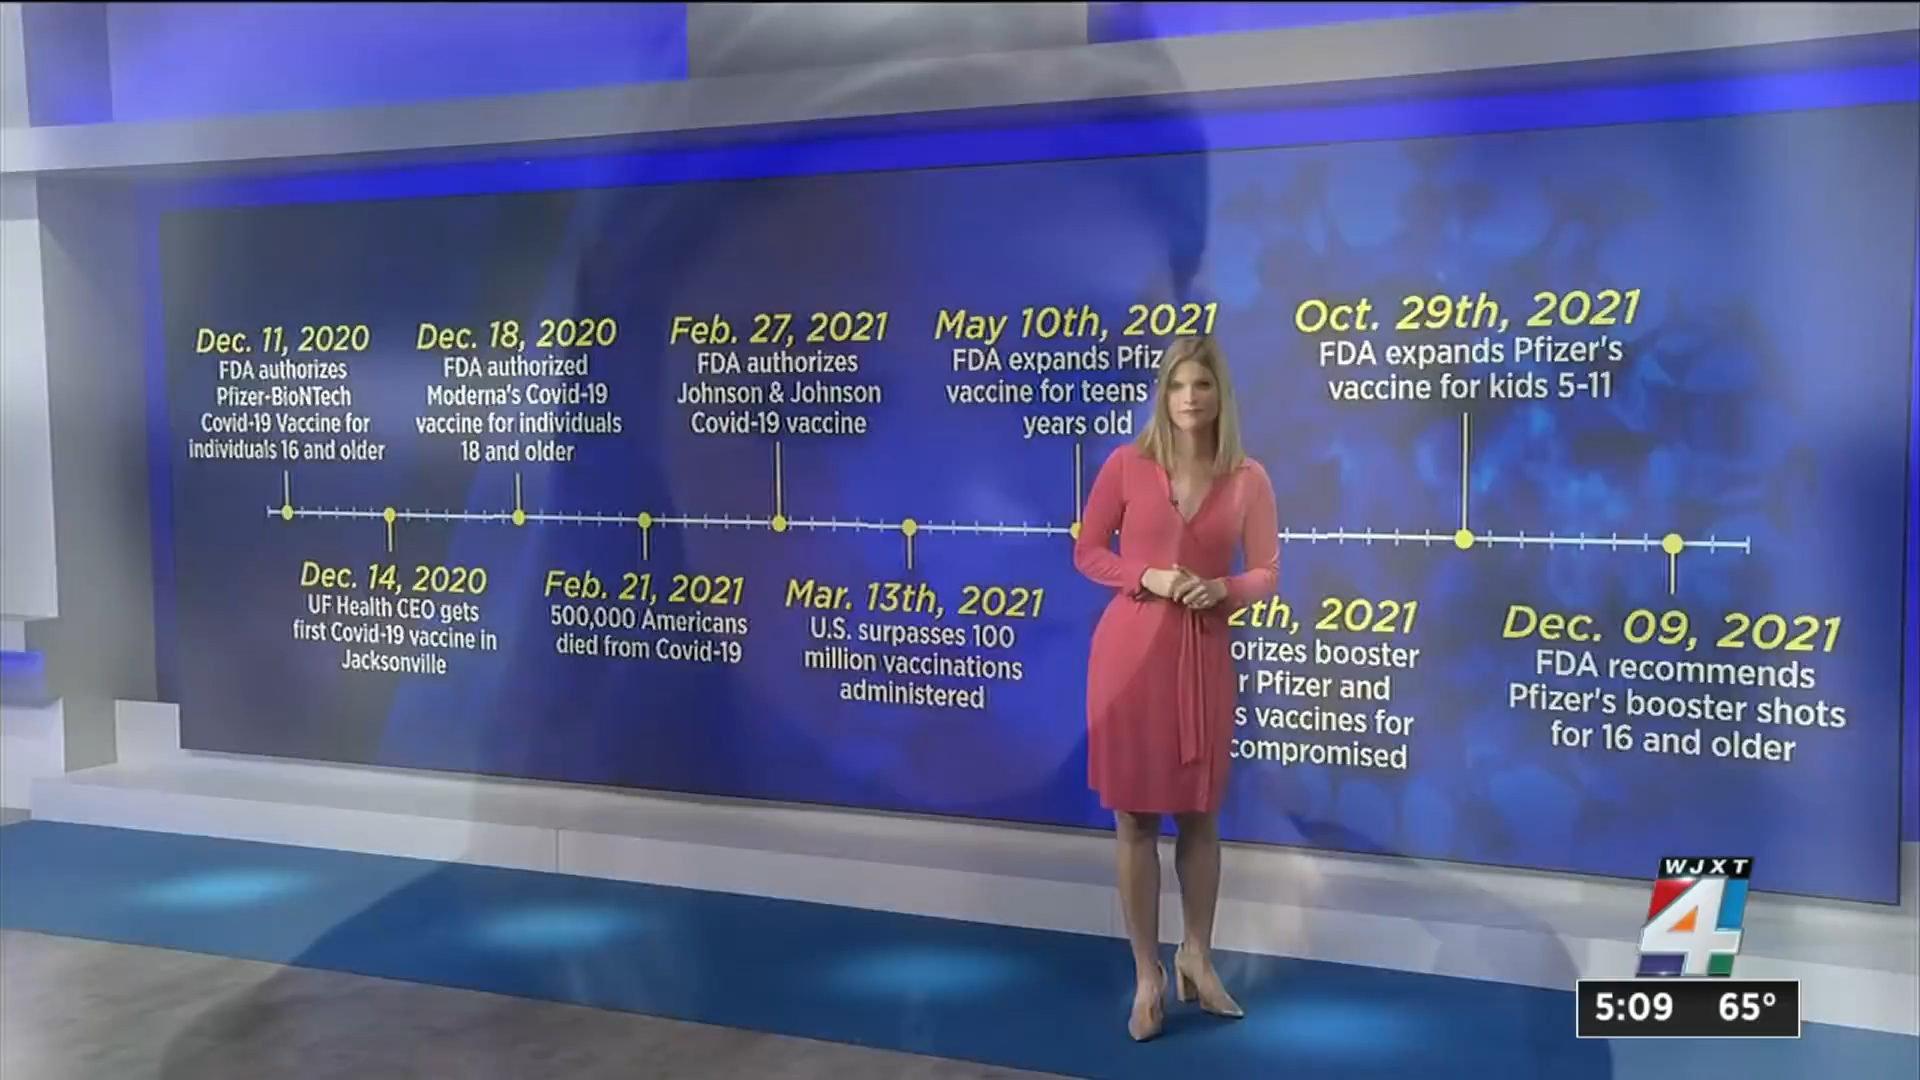 Dec. 11, 2020
FDA authorizes
Pfizer-BioNTech
Covid-19 Vaccine for
individuals 16 and older
Dec. 18, 2020
FDA authorized
Moderna's Covid-19
vaccine for individuals
18 and older
Feb. 27, 2021
FDA authorizes
Johnson & Johnson
Covid-19 vaccine
May 10th, 2021
FDA expands Pfiz
vaccine for teens
years old
Oct. 29th, 2021
FDA expands Pfizer's
vaccine for kids 5-11
Dec. 14, 2020
UF Health CEO gets
first Covid-19 vaccine in
Jacksonville
Feb. 21, 2021
500,000 Americans
died from Covid-19
Mar. 13th, 2021
U.S. surpasses 100
million vaccinations
administered
2th, 2021
orizes booster
r Pfizer and
s vaccines for
compromised
Dec. 09, 2021
FDA recommends
Pfizer's booster shots
for 16 and older
WJXT
4
5:09 65°